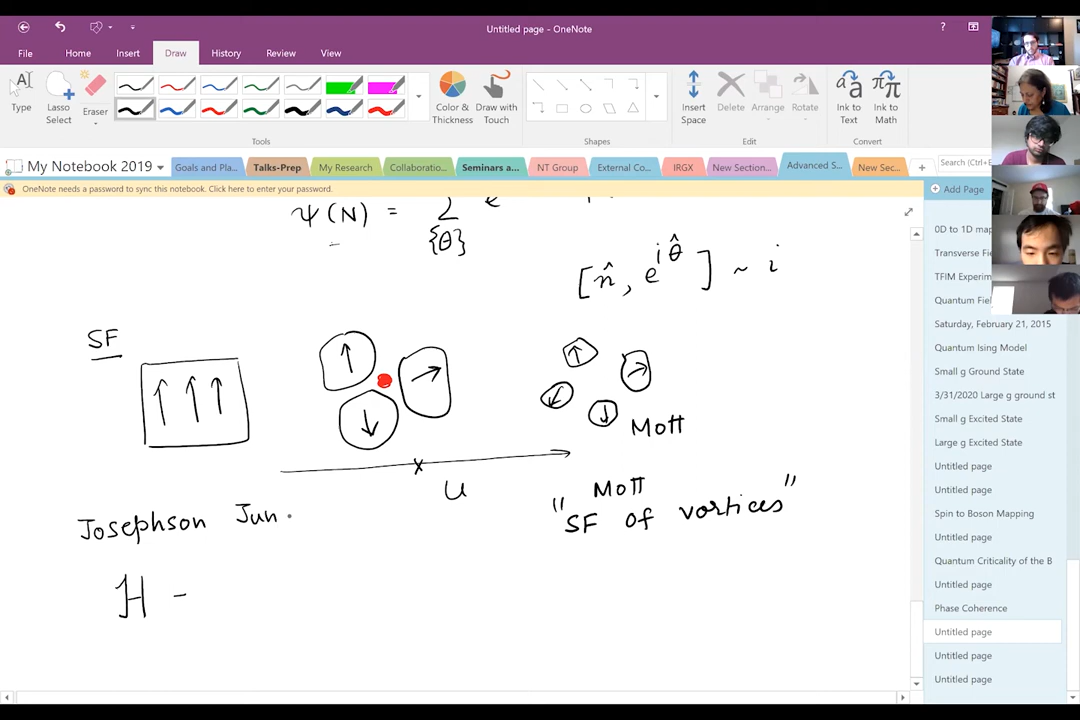 Untitled page - OneNote
?
File Home Insert Draw History Review View
Type
Lasso Select
Eraser
Color & Thickness
Draw with Touch
Insert Space
Delete
Arrange
Rotate
Ink to Text
Ink to Math
Tools
Shapes
Edit
Convert
My Notebook 2019
Goals and Pla...
Talks-Prep
My Research
Collaboratio...
Seminars a...
NT Group
External Co...
IRGX
New Section...
Advanced S...
New Sec...
Search (Ctrl+E
OneNote needs a password to sync this notebook. Click here to enter your password.
Add Page
0D to 1D map
Transverse Fi
TFIM Experim
Quantum Fiel
Saturday, February 21, 2015
Quantum Ising Model
Small g Ground State
3/31/2020 Large g ground st
Small g Excited State
Large g Excited State
Untitled page
Untitled page
Spin to Boson Mapping
Untitled page
Quantum Criticality of the B
Untitled page
Phase Coherence
Untitled page
Untitled page
Untitled page
ψ(N) = Σ e
{θ}
[n̂, e^{iθ̂}] ~ i
SF
Mott
U
Mott
"SF of vortices"
Josephson Jun
H -